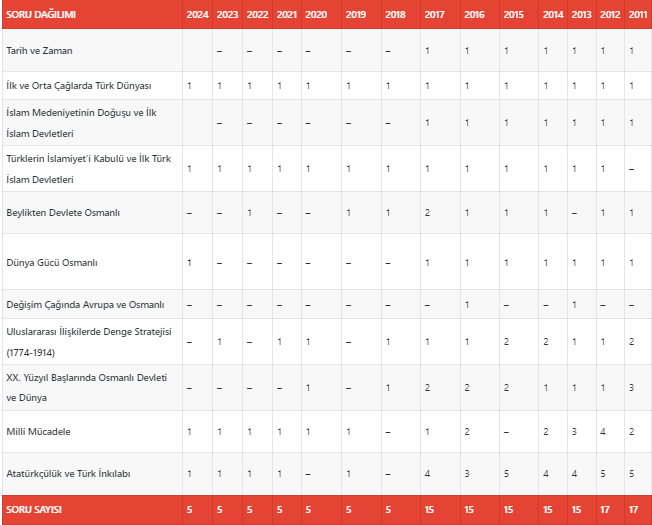 SORU DAĞILIMI 2024 2023 2022 2021 2020 2019 2018 2017 2016 2015 2014 2013 2012 2011
Tarih ve Zaman – – – – – – 1 1 1 1 1 1 1
İlk ve Orta Çağlarda Türk Dünyası 1 1 1 1 1 1 1 1 1 1 1 1 1 1
İslam Medeniyetinin Doğuşu ve İlk
İslam Devletleri – – – – – – 1 1 1 1 1 1 1
Türklerin İslamiyet’i Kabulü ve İlk Türk
İslam Devletleri 1 1 1 1 1 1 1 1 1 1 1 1 1 –
Beylikten Devlete Osmanlı – – 1 – – 1 1 2 1 1 1 – 1 1
Dünya Gücü Osmanlı 1 – – – – – – 1 1 1 1 1 1 1
Değişim Çağında Avrupa ve Osmanlı – – – – – – – – 1 – – 1 – –
Uluslararası İlişkilerde Denge Stratejisi
(1774-1914) – 1 – 1 1 – 1 1 1 2 2 1 1 2
XX. Yüzyıl Başlarında Osmanlı Devleti
ve Dünya – – – – 1 – 1 2 2 2 1 1 1 3
Milli Mücadele 1 1 1 1 1 1 – 1 2 – 2 3 4 2
Atatürkçülük ve Türk İnkılabı 1 1 1 1 – 1 – 4 3 5 4 4 5 5
SORU SAYISI 5 5 5 5 5 5 5 15 15 15 15 15 17 17